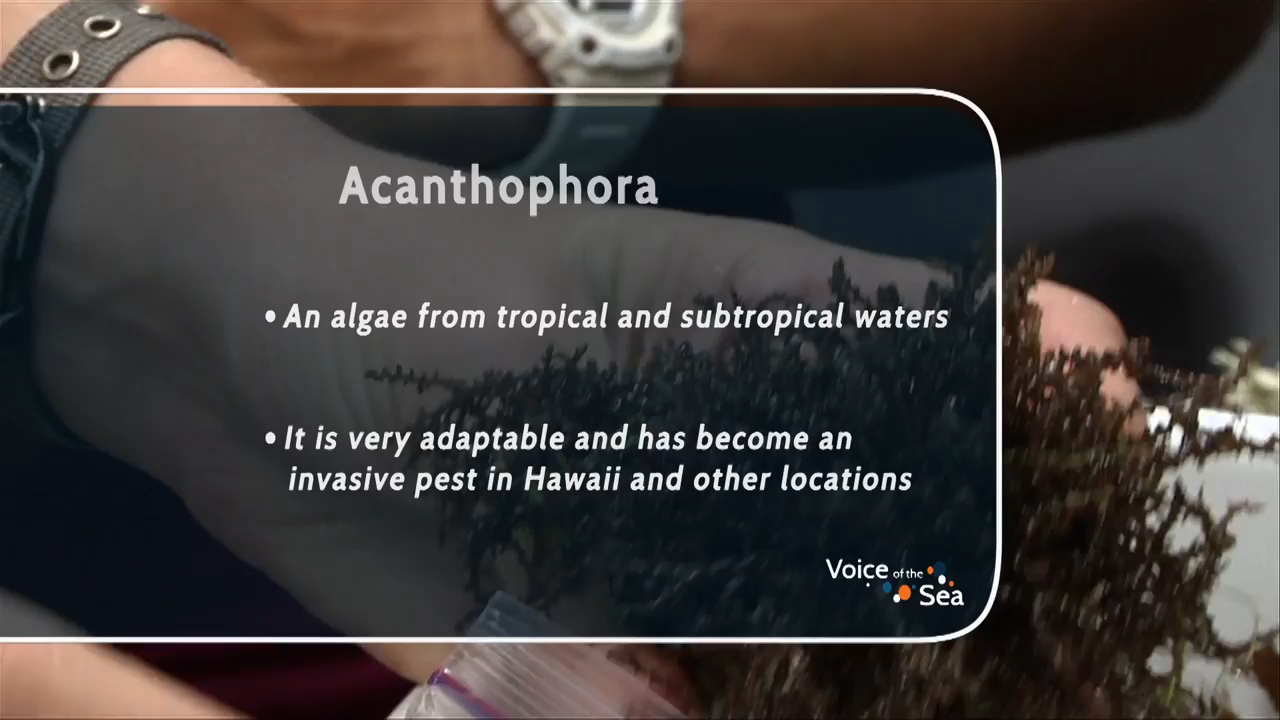 Acanthophora
• An algae from tropical and subtropical waters
• It is very adaptable and has become an
invasive pest in Hawaii and other locations
Voice of the
Sea